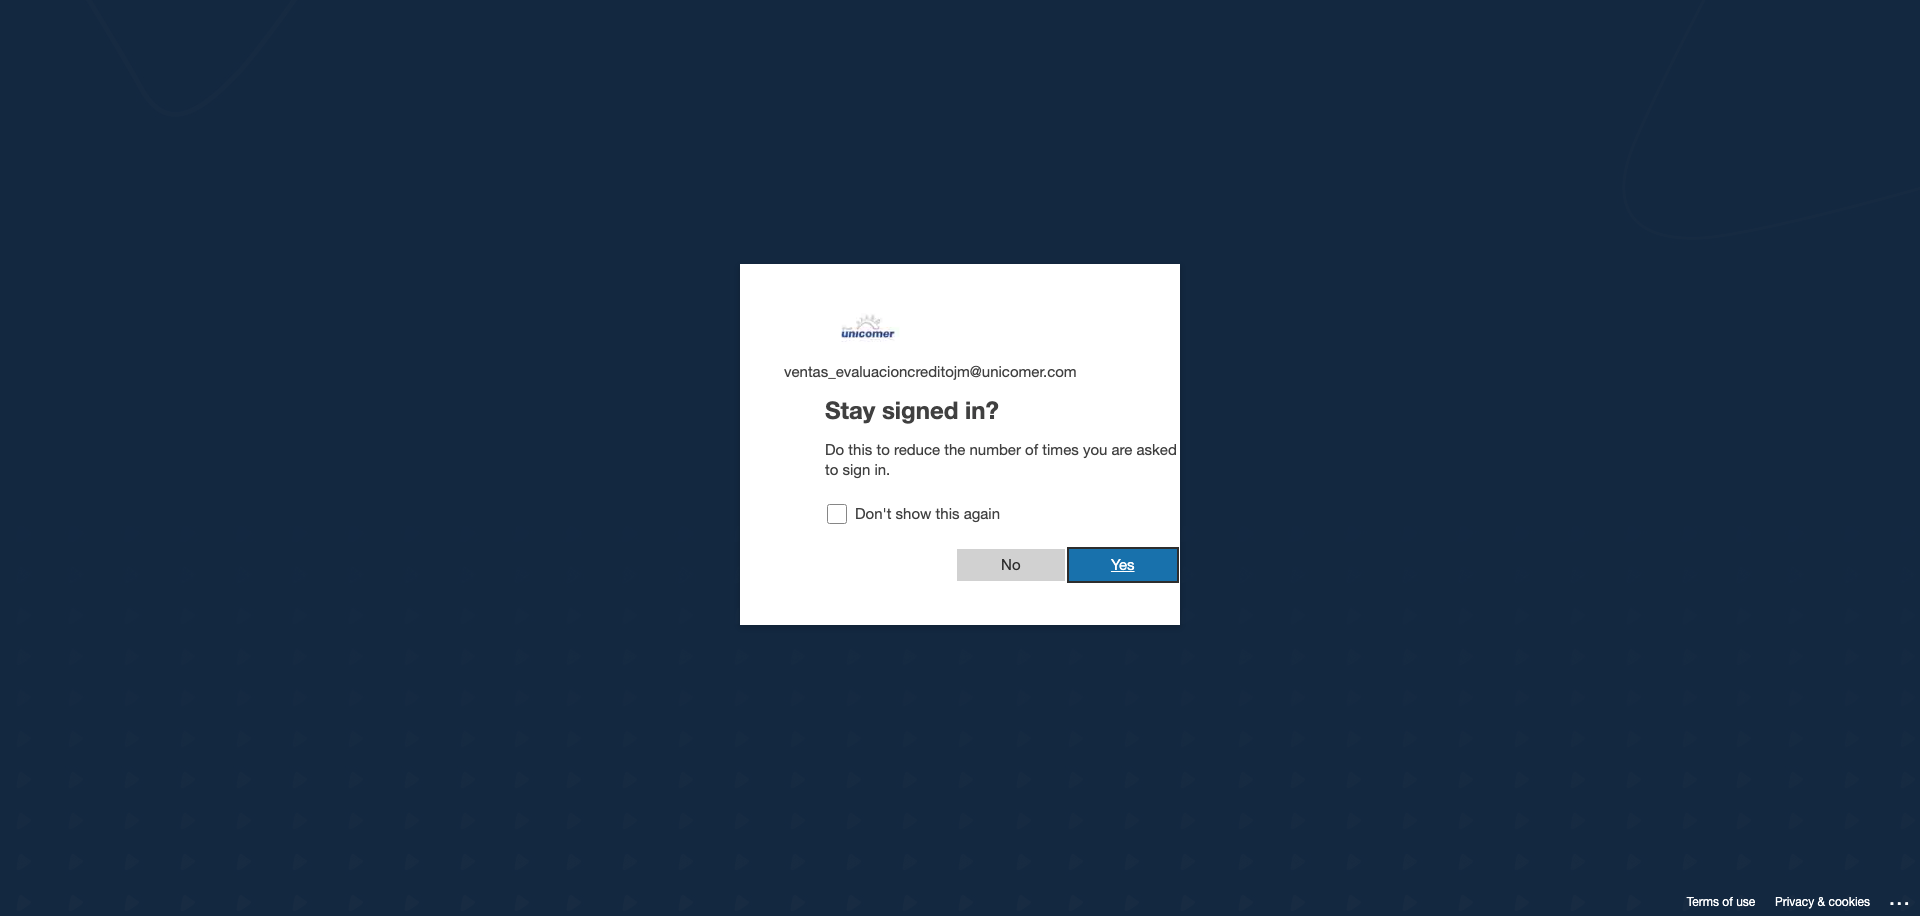 unicomer
ventas_evaluacioncreditojm@unicomer.com
Stay signed in?
Do this to reduce the number of times you are asked
to sign in.
Don't show this again
No
Yes
Terms of use
Privacy & cookies
...